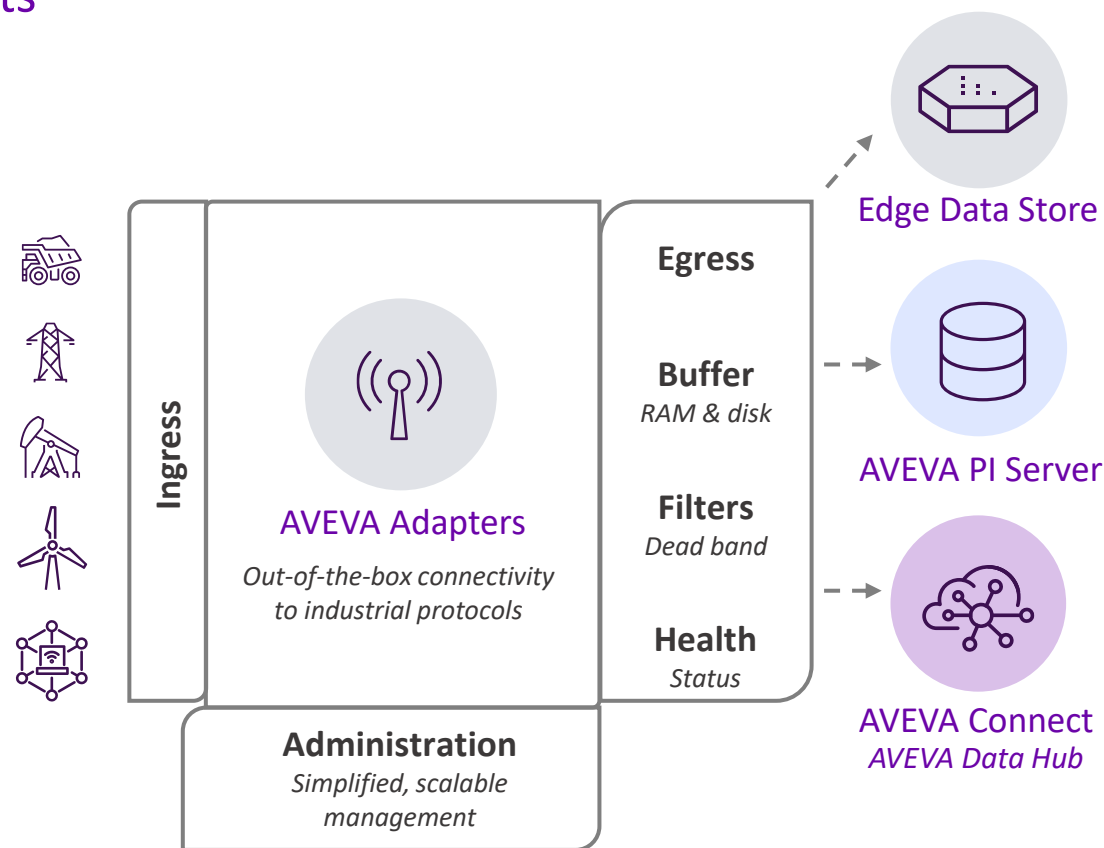 ts
Ingress
AVEVA Adapters
Out-of-the-box connectivity
to industrial protocols
Administration
Simplified, scalable
management
Egress
Buffer
RAM & disk
Filters
Dead band
Health
Status
Edge Data Store
AVEVA PI Server
AVEVA Connect
AVEVA Data Hub